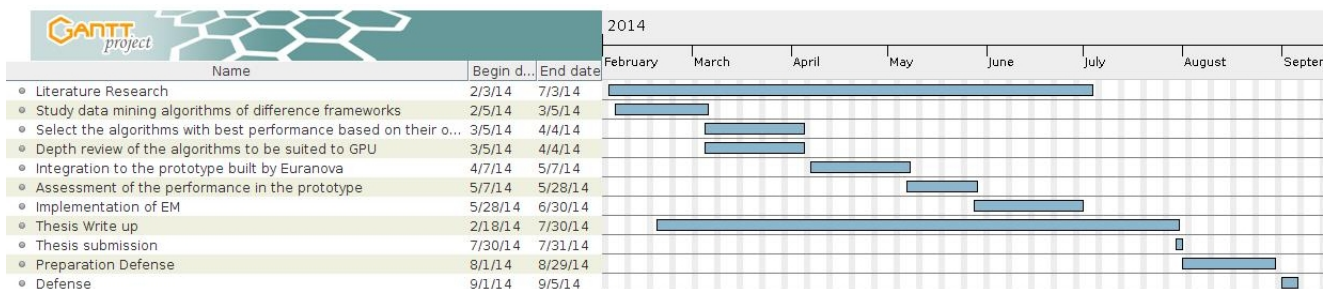 GANTT
project
2014
February March April May June July August Septer
Name Begin d... End date
Literature Research 2/3/14 7/3/14
Study data mining algorithms of difference frameworks 2/5/14 3/5/14
Select the algorithms with best performance based on their o... 3/5/14 4/4/14
Depth review of the algorithms to be suited to GPU 3/5/14 4/4/14
Integration to the prototype built by Euranova 4/7/14 5/7/14
Assessment of the performance in the prototype 5/7/14 5/28/14
Implementation of EM 5/28/14 6/30/14
Thesis Write up 2/18/14 7/30/14
Thesis submission 7/30/14 7/31/14
Preparation Defense 8/1/14 8/29/14
Defense 9/1/14 9/5/14